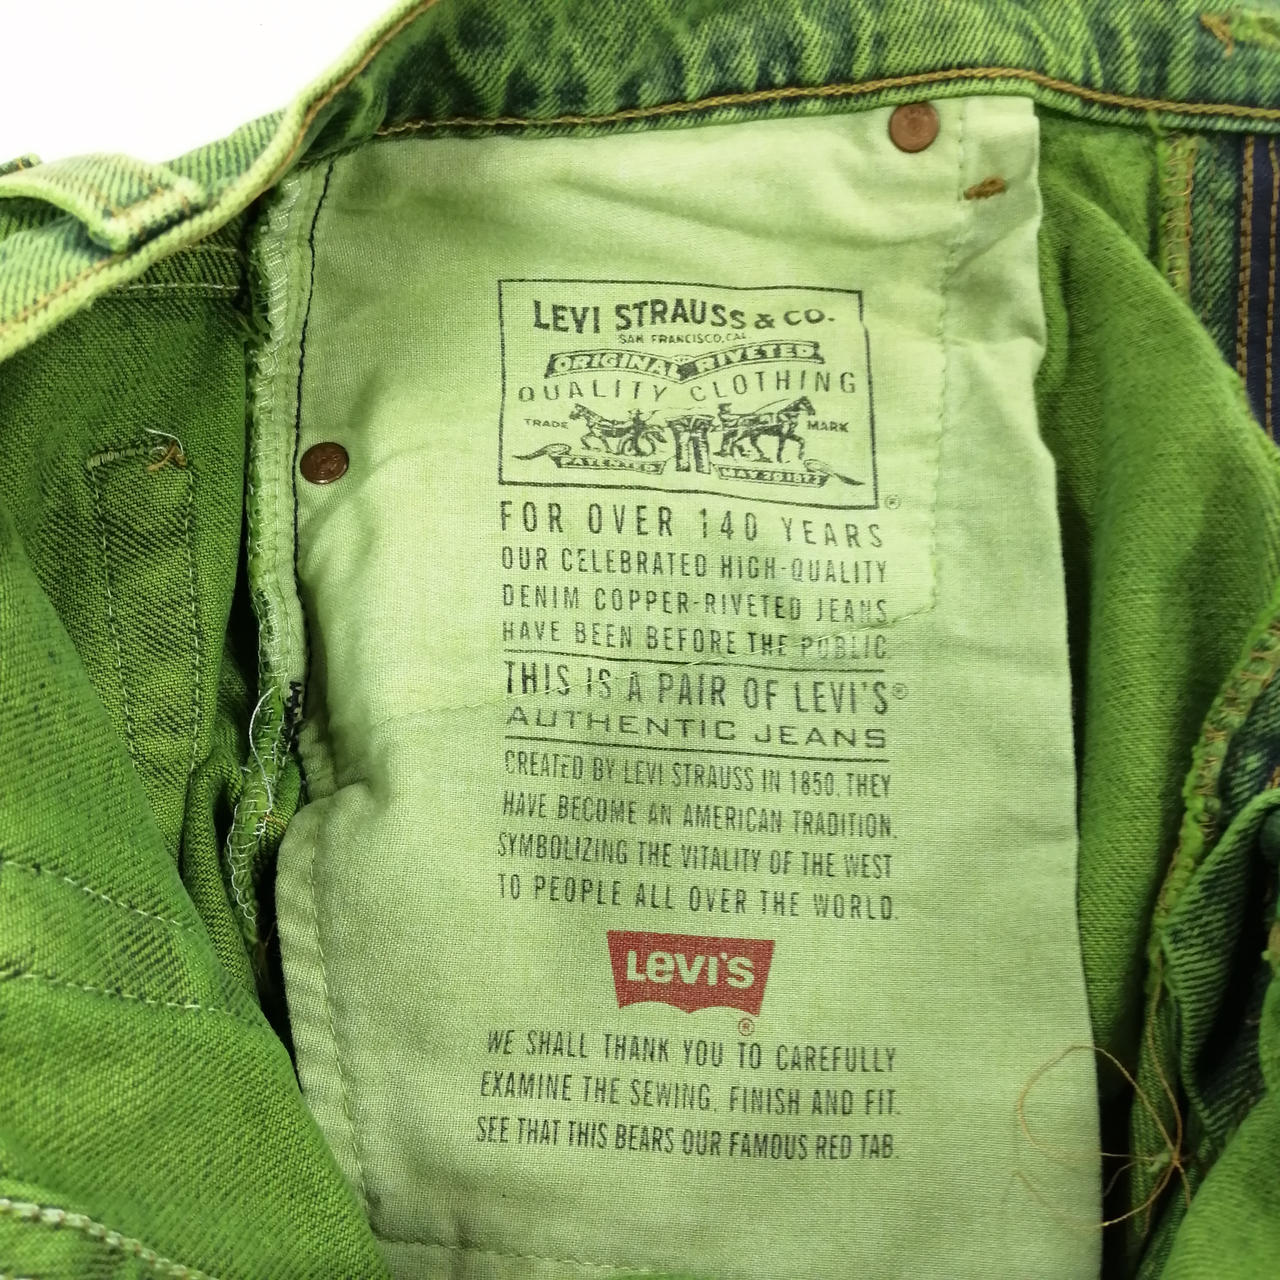 LEVI STRAUSS & CO.
SAN FRANCISCO, CAL
ORIGINAL RIVETED
QUALITY CLOTHING
TRADE MARK
PATENTED MAY 20 1873
®
FOR OVER 140 YEARS
OUR CELEBRATED HIGH-QUALITY
DENIM COPPER-RIVETED JEANS
HAVE BEEN BEFORE THE PUBLIC.
THIS IS A PAIR OF LEVI'S®
AUTHENTIC JEANS
CREATED BY LEVI STRAUSS IN 1850, THEY
HAVE BECOME AN AMERICAN TRADITION,
SYMBOLIZING THE VITALITY OF THE WEST
TO PEOPLE ALL OVER THE WORLD.
LEVI'S
®
WE SHALL THANK YOU TO CAREFULLY
EXAMINE THE SEWING, FINISH AND FIT.
SEE THAT THIS BEARS OUR FAMOUS RED TAB.